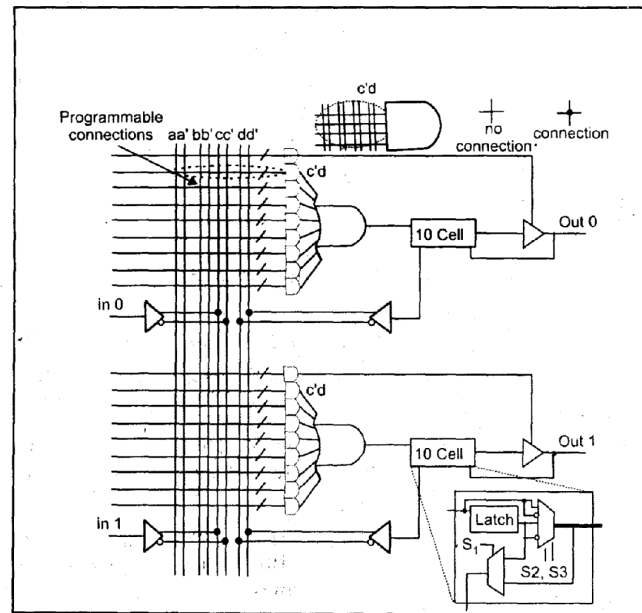 c'd
Programmable
connections
aa' bb' cc' dd'
no
connection
connection
c'd
10 Cell
Out 0
in 0
c'd
10 Cell
Out 1
in 1
Latch
S1
S2, S3